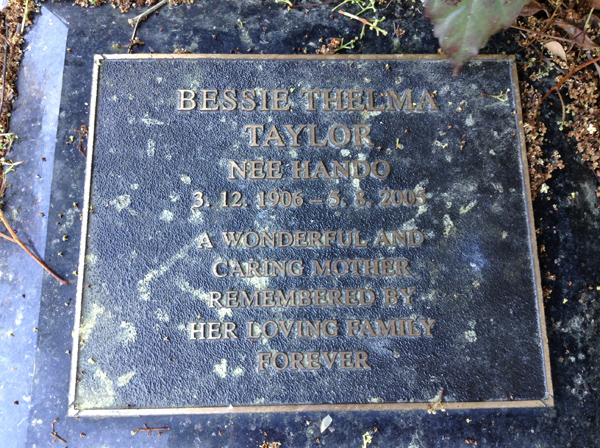 BESSIE THELMA
TAYLOR
NEE HANDO
3. 12. 1906 – 5. 8. 2005
A WONDERFUL AND
CARING MOTHER
REMEMBERED BY
HER LOVING FAMILY
FOREVER